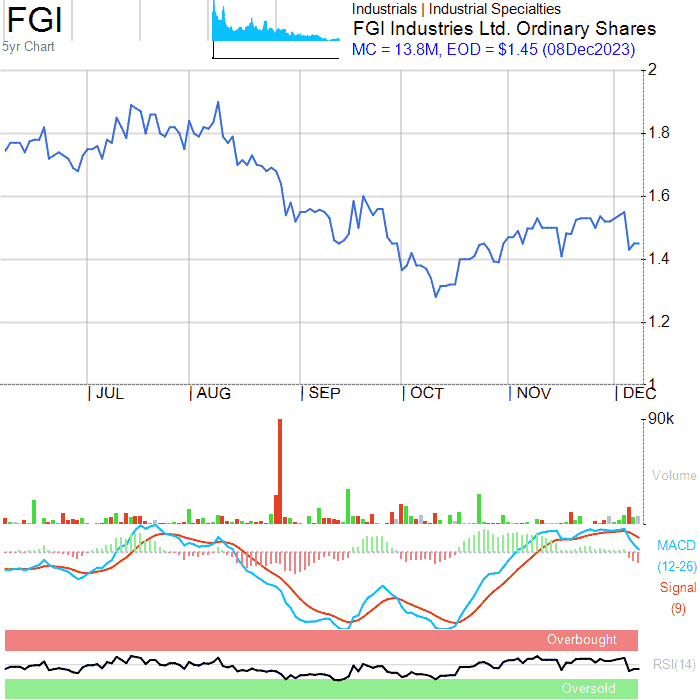 FGI
5yr Chart
Industrials | Industrial Specialties
FGI Industries Ltd. Ordinary Shares
MC = 13.8M, EOD = $1.45 (08Dec2023)
2
1.8
1.6
1.4
1.2
1
JUL AUG SEP OCT NOV DEC
90k
Volume
MACD
(12-26)
Signal
(9)
Overbought
RSI(14)
Oversold